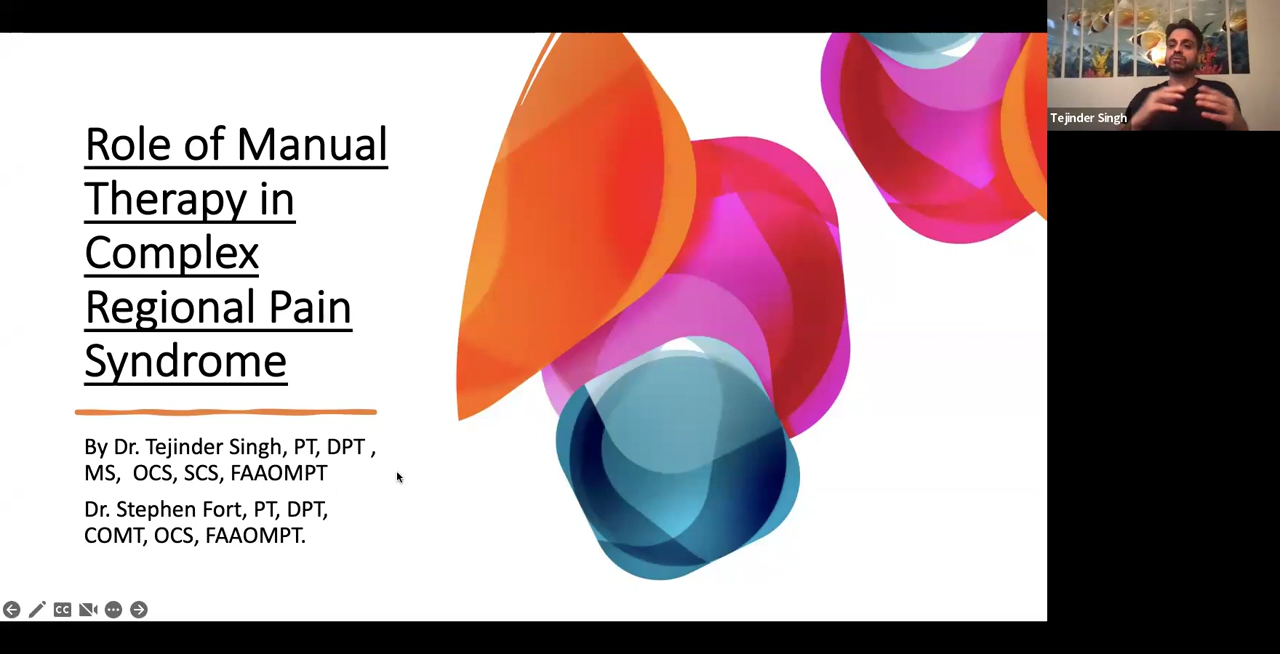 Role of Manual
Therapy in
Complex
Regional Pain
Syndrome
By Dr. Tejinder Singh, PT, DPT ,
MS, OCS, SCS, FAAOMPT
Dr. Stephen Fort, PT, DPT,
COMT, OCS, FAAOMPT.
CC
Tejinder Singh